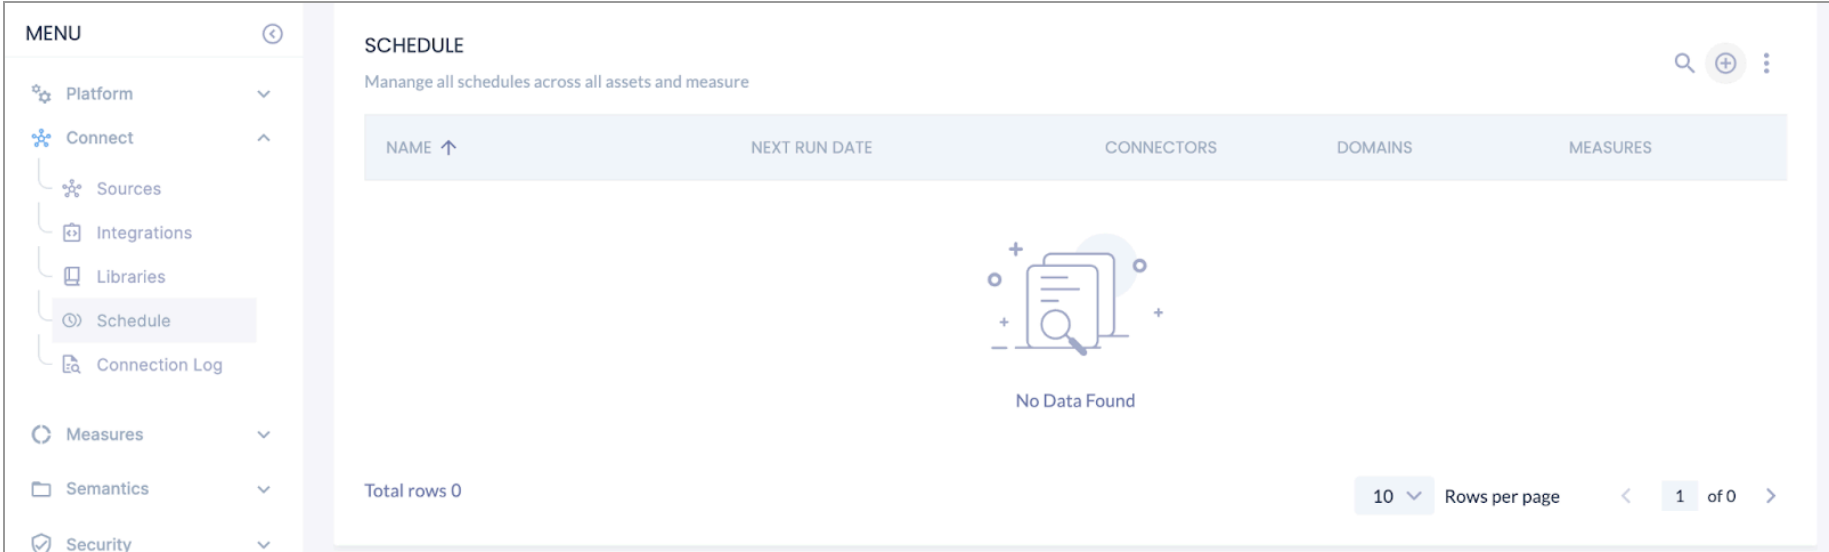 MENU
Platform
Connect
Sources
Integrations
Libraries
Schedule
Connection Log
Measures
Semantics
Security
SCHEDULE
Manange all schedules across all assets and measure
NAME NEXT RUN DATE CONNECTORS DOMAINS MEASURES
No Data Found
Total rows 0 10 Rows per page 1 of 0